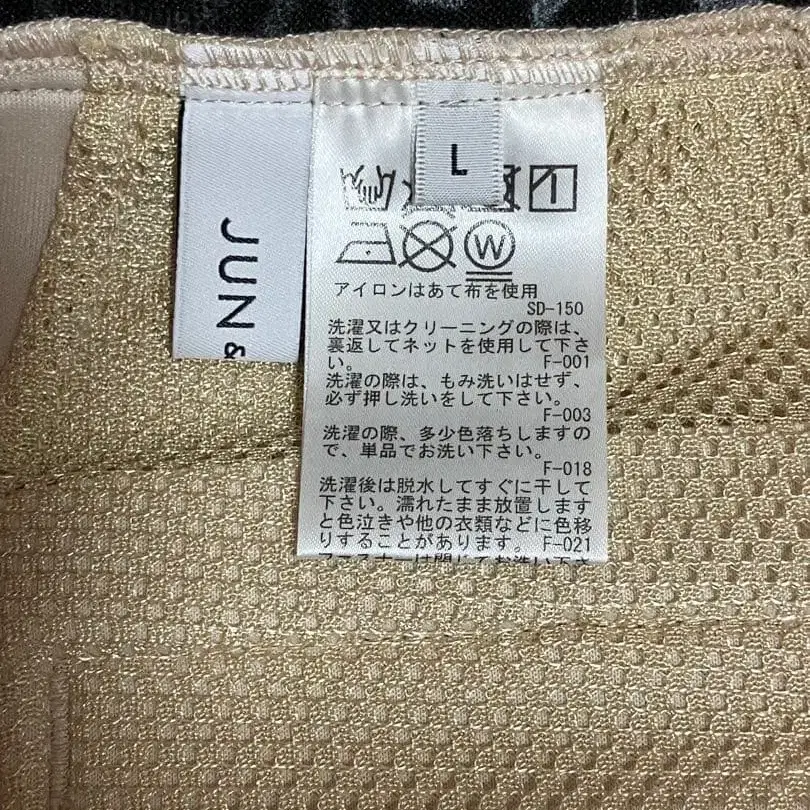 JUN &
L
W
アイロンはあて布を使用
SD-150
洗濯又はクリーニングの際は、
裏返してネットを使用して下さ
い。 F-001
洗濯の際は、もみ洗いはせず、
必ず押し洗いをして下さい。
F-003
洗濯の際、多少色落ちしますの
で、単品でお洗い下さい。
F-018
洗濯後は脱水してすぐに干して
下さい。濡れたまま放置します
と色泣きや他の衣類などに色移
りすることがあります。 F-021